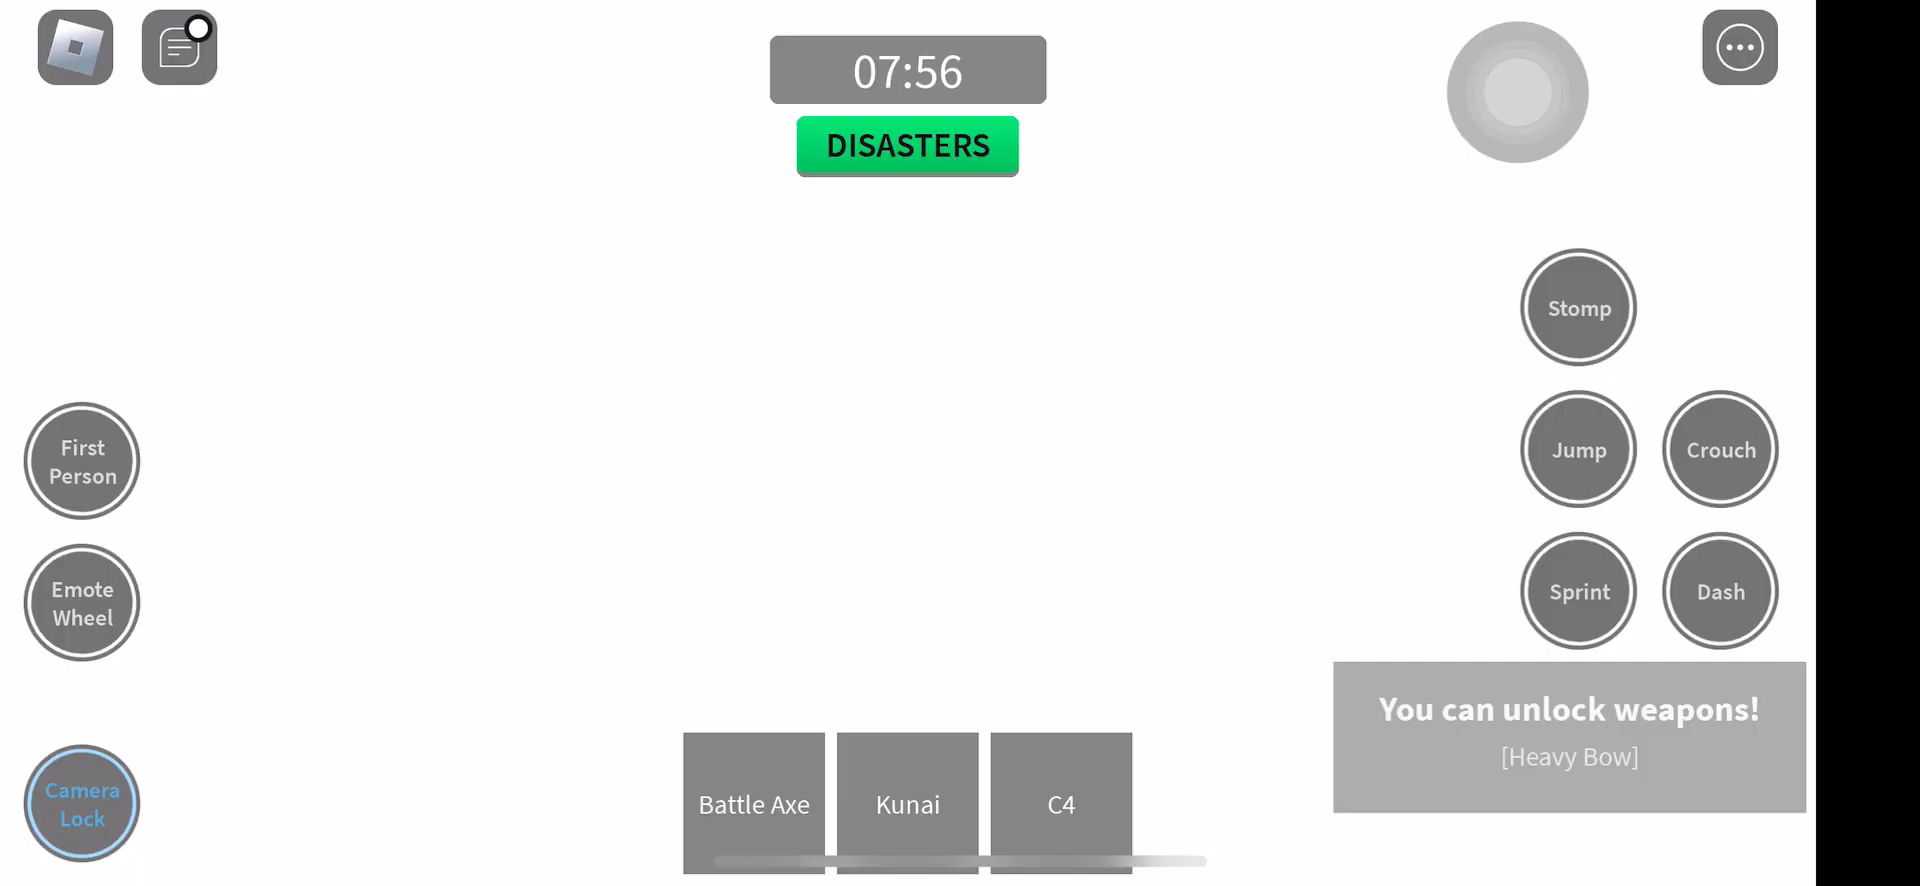 07:56
DISASTERS
Stomp
First
Person
Jump
Crouch
Emote
Wheel
Sprint
Dash
You can unlock weapons!
[Heavy Bow]
Camera
Lock
Battle Axe
Kunai
C4